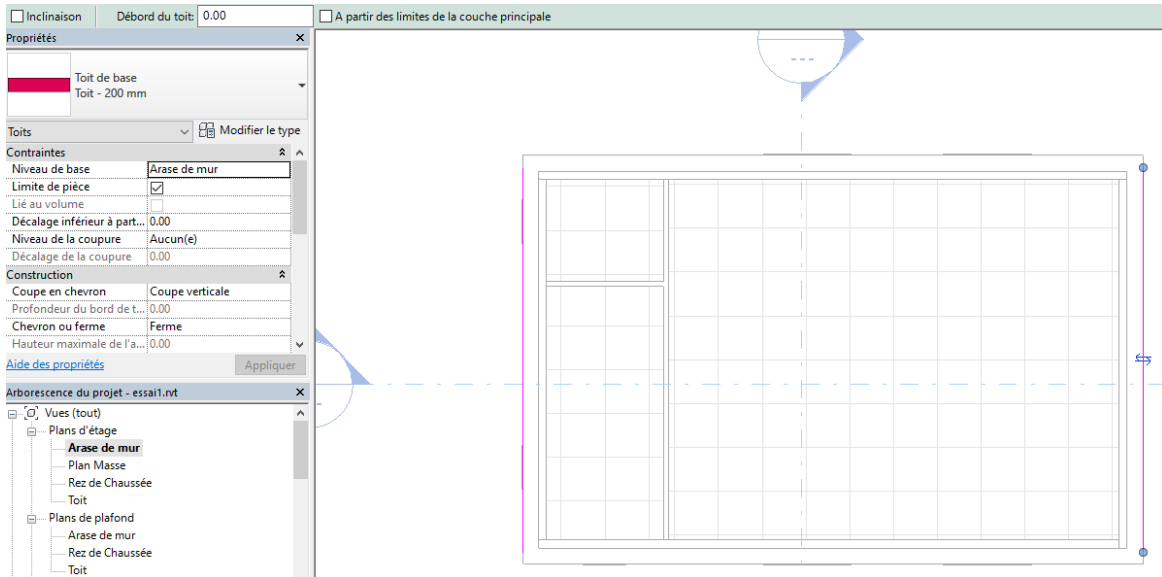 Inclinaison Débord du toit: 0.00 A partir des limites de la couche principale
Propriétés
Toit de base
Toit - 200 mm
Toits Modifier le type
Contraintes
Niveau de base Arase de mur
Limite de pièce
Lié au volume
Décalage inférieur à part... 0.00
Niveau de la coupure Aucun(e)
Décalage de la coupure 0.00
Construction
Coupe en chevron Coupe verticale
Profondeur du bord de t... 0.00
Chevron ou ferme Ferme
Hauteur maximale de l'a... 0.00
Aide des propriétés Appliquer
Arborescence du projet - essai1.rvt
Vues (tout)
Plans d'étage
Arase de mur
Plan Masse
Rez de Chaussée
Toit
Plans de plafond
Arase de mur
Rez de Chaussée
Toit